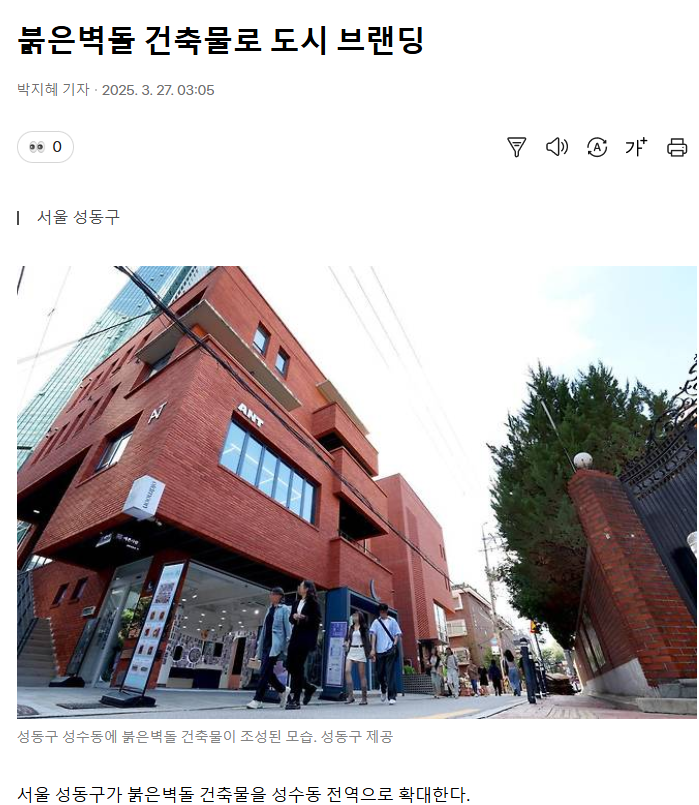 붉은벽돌 건축물로 도시 브랜딩
박지혜 기자 · 2025. 3. 27. 03:05
0
가+
서울 성동구
ANT
성동구 성수동에 붉은벽돌 건축물이 조성된 모습. 성동구 제공
서울 성동구가 붉은벽돌 건축물을 성수동 전역으로 확대한다.